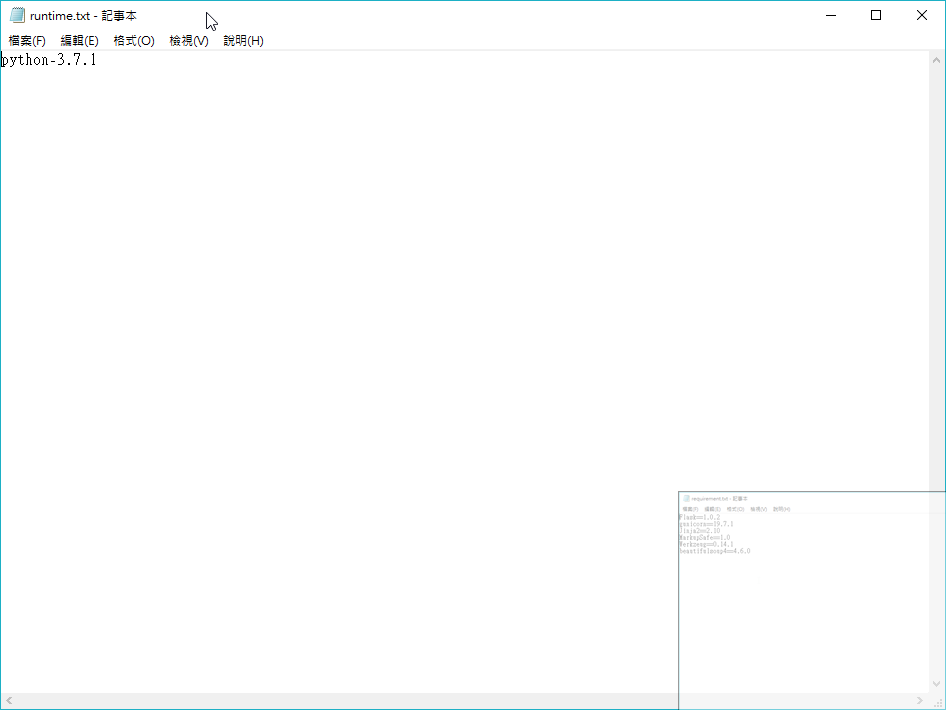 runtime.txt - 記事本
檔案(F) 編輯(E) 格式(O) 檢視(V) 說明(H)
python-3.7.1
requirement.txt - 記事本
檔案(F) 編輯(E) 格式(O) 檢視(V) 說明(H)
Flask==1.0.2
gunicorn==19.7.1
Jinja2==2.10
MarkupSafe==1.0
Werkzeug==0.14.1
beautifulsoup4==4.6.0